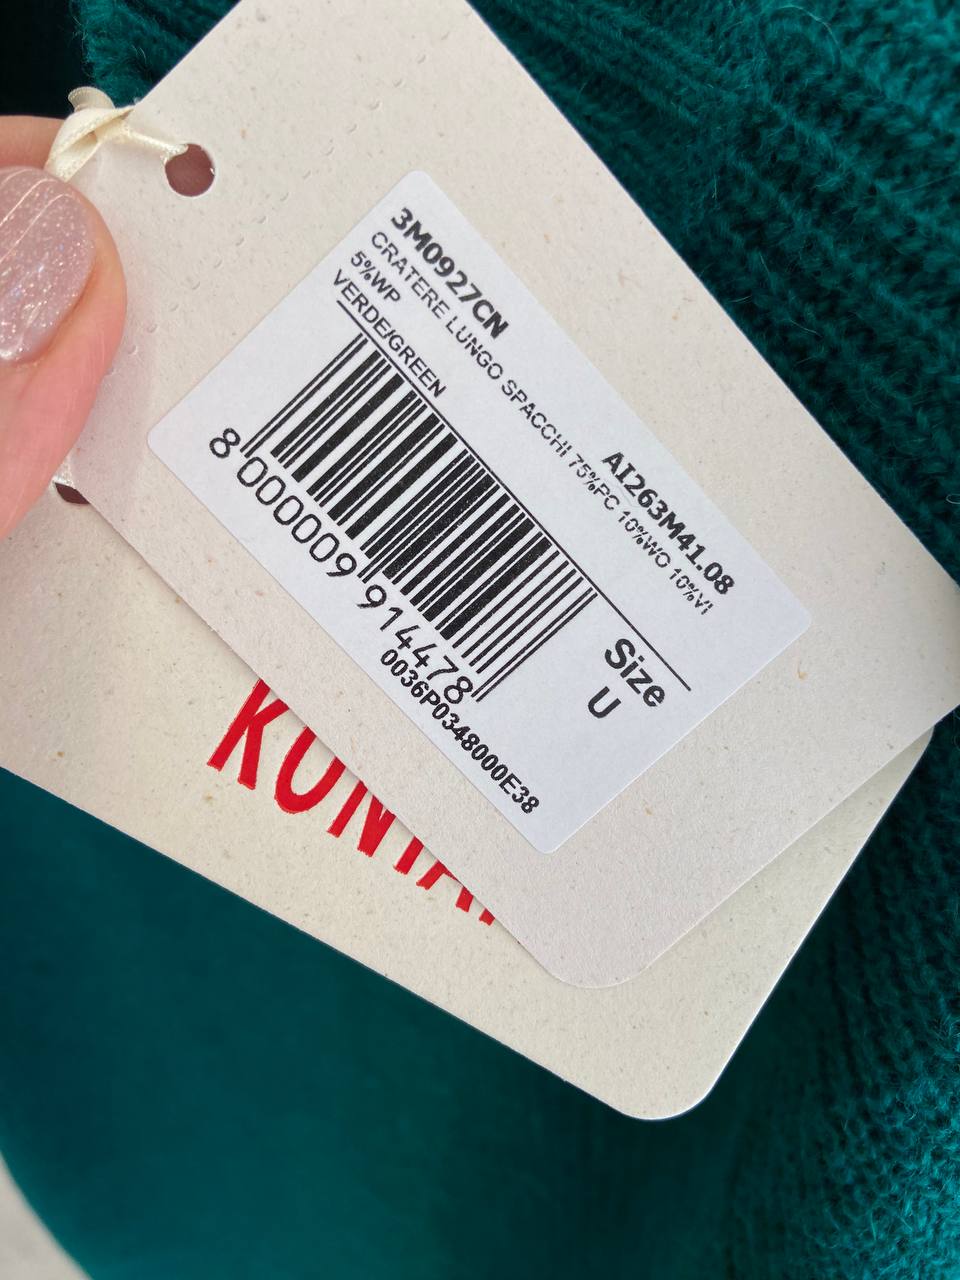 3M0927CN
AI263M41.08
CRATERE LUNGO SPACCHI 75%PC 10%WO 10%VI
5%WP
VERDE/GREEN
8 000009 914478
Size
U
0036P0348000E38